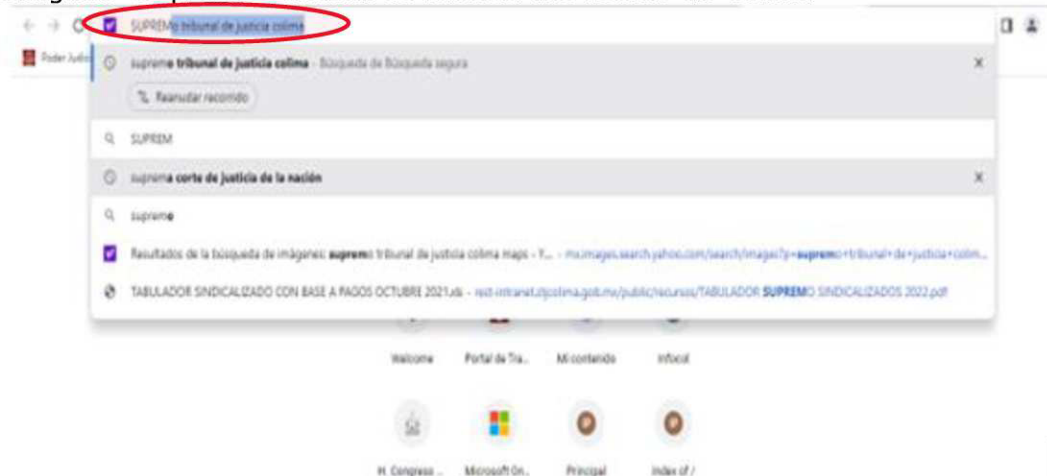 SUPREMo tribunal de justicia colima
Poder Judic
supremo tribunal de justicia colima - Búsqueda de Búsqueda segura
Reanudar recorrido
SUPREM
suprema corte de justicia de la nación
supreme
Resultados de la búsqueda de imágenes: supremo tribunal de justicia colima maps - Y... - mx.images.search.yahoo.com/search/images?p=supremo+tribunal+de+justicia+colim...
TABULADOR SINDICALIZADO CON BASE A PAGOS OCTUBRE 2021.xls - rest-intranet.stjcolima.gob.mx/public/recursos/TABULADOR SUPREMO SINDICALIZADOS 2022.pdf
Welcome Portal de Tra... Mi contenido Infocol
H. Congreso ... Microsoft On... Principal Index of /